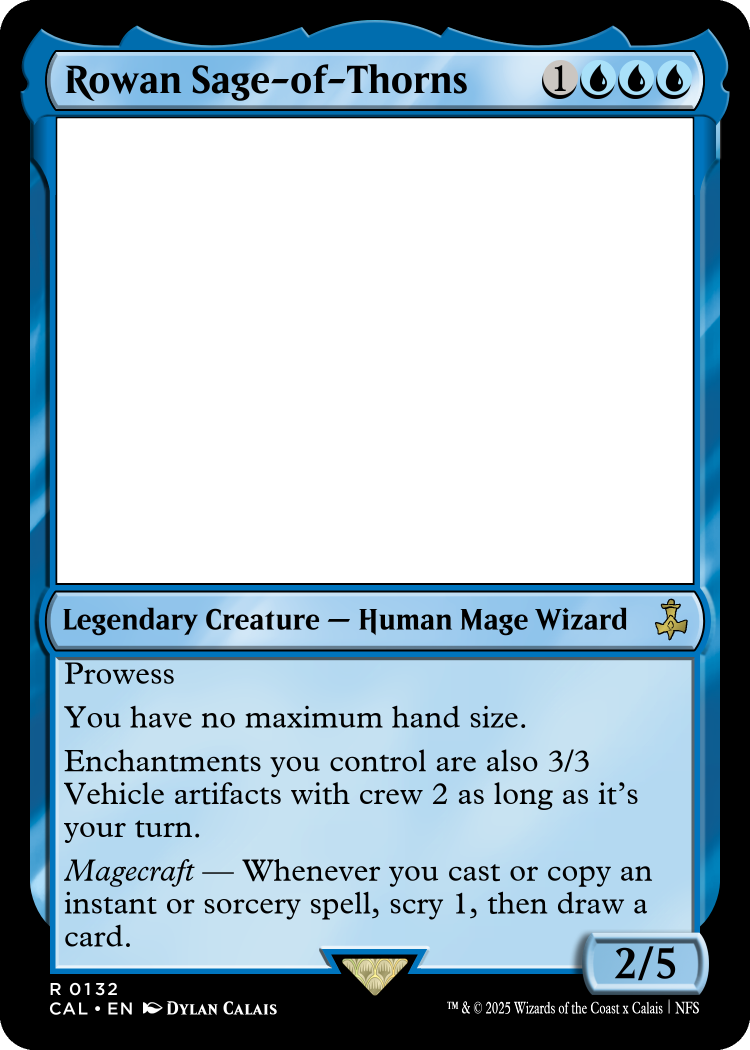 Rowan Sage-of-Thorns 1
Legendary Creature — Human Mage Wizard
Prowess
You have no maximum hand size.
Enchantments you control are also 3/3
Vehicle artifacts with crew 2 as long as it's
your turn.
Magecraft — Whenever you cast or copy an
instant or sorcery spell, scry 1, then draw a
card.
2/5
R 0132
CAL • EN DYLAN CALAIS
™ & © 2025 Wizards of the Coast x Calais | NFS